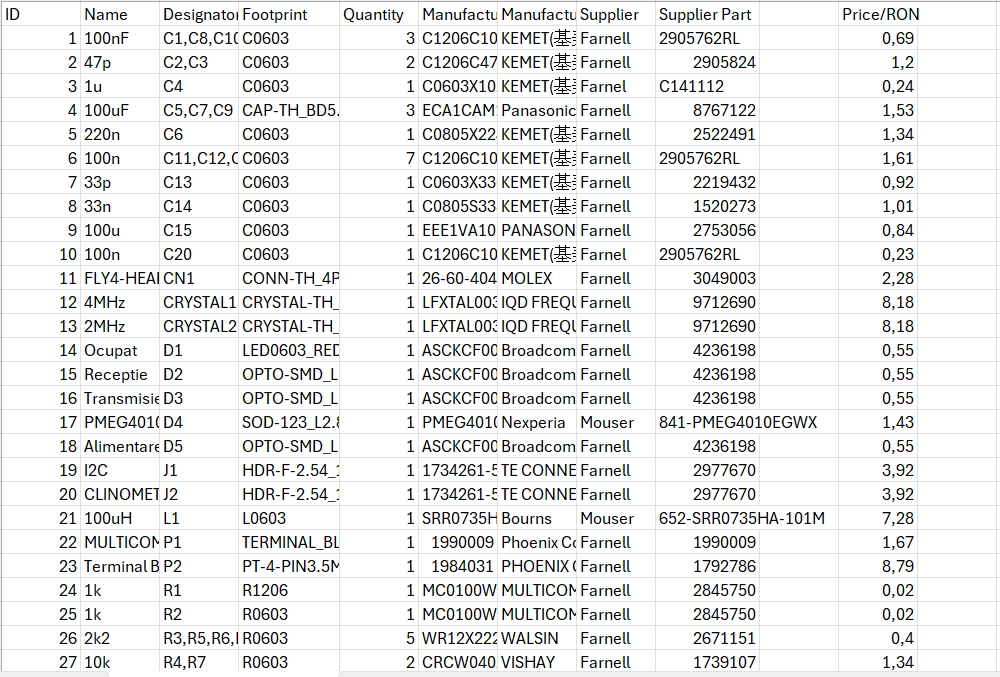 ID Name Designator Footprint Quantity Manufactu Manufactu Supplier Supplier Part Price/RON
1 100nF C1,C8,C10 C0603 3 C1206C10 KEMET(基 Farnell 2905762RL 0,69
2 47p C2,C3 C0603 2 C1206C47 KEMET(基 Farnell 2905824 1,2
3 1u C4 C0603 1 C0603X10 KEMET(基 Farnel C141112 0,24
4 100uF C5,C7,C9 CAP-TH_BD5. 3 ECA1CAM Panasonic Farnell 8767122 1,53
5 220n C6 C0603 1 C0805X22 KEMET(基 Farnell 2522491 1,34
6 100n C11,C12,C C0603 7 C1206C10 KEMET(基 Farnell 2905762RL 1,61
7 33p C13 C0603 1 C0603X33 KEMET(基 Farnell 2219432 0,92
8 33n C14 C0603 1 C0805S33 KEMET(基 Farnell 1520273 1,01
9 100u C15 C0603 1 EEE1VA10 PANASON Farnell 2753056 0,84
10 100n C20 C0603 1 C1206C10 KEMET(基 Farnell 2905762RL 0,23
11 FLY4-HEA CN1 CONN-TH_4P 1 26-60-404 MOLEX Farnell 3049003 2,28
12 4MHz CRYSTAL1 CRYSTAL-TH_ 1 LFXTAL003 IQD FREQU Farnell 9712690 8,18
13 2MHz CRYSTAL2 CRYSTAL-TH_ 1 LFXTAL003 IQD FREQU Farnell 9712690 8,18
14 Ocupat D1 LED0603_RED 1 ASCKCF00 Broadcom Farnell 4236198 0,55
15 Receptie D2 OPTO-SMD_L 1 ASCKCF00 Broadcom Farnell 4236198 0,55
16 Transmisie D3 OPTO-SMD_L 1 ASCKCF00 Broadcom Farnell 4236198 0,55
17 PMEG4010 D4 SOD-123_L2.8 1 PMEG4010 Nexperia Mouser 841-PMEG4010EGWX 1,43
18 Alimentare D5 OPTO-SMD_L 1 ASCKCF00 Broadcom Farnell 4236198 0,55
19 I2C J1 HDR-F-2.54_1 1 1734261-5 TE CONNE Farnell 2977670 3,92
20 CLINOMET J2 HDR-F-2.54_1 1 1734261-5 TE CONNE Farnell 2977670 3,92
21 100uH L1 L0603 1 SRR0735H Bourns Mouser 652-SRR0735HA-101M 7,28
22 MULTICOM P1 TERMINAL_BL 1 1990009 Phoenix Co Farnell 1990009 1,67
23 Terminal B P2 PT-4-PIN3.5M 1 1984031 PHOENIX C Farnell 1792786 8,79
24 1k R1 R1206 1 MC0100W MULTICOM Farnell 2845750 0,02
25 1k R2 R0603 1 MC0100W MULTICOM Farnell 2845750 0,02
26 2k2 R3,R5,R6, R0603 5 WR12X222 WALSIN Farnell 2671151 0,4
27 10k R4,R7 R0603 2 CRCW040 VISHAY Farnell 1739107 1,34